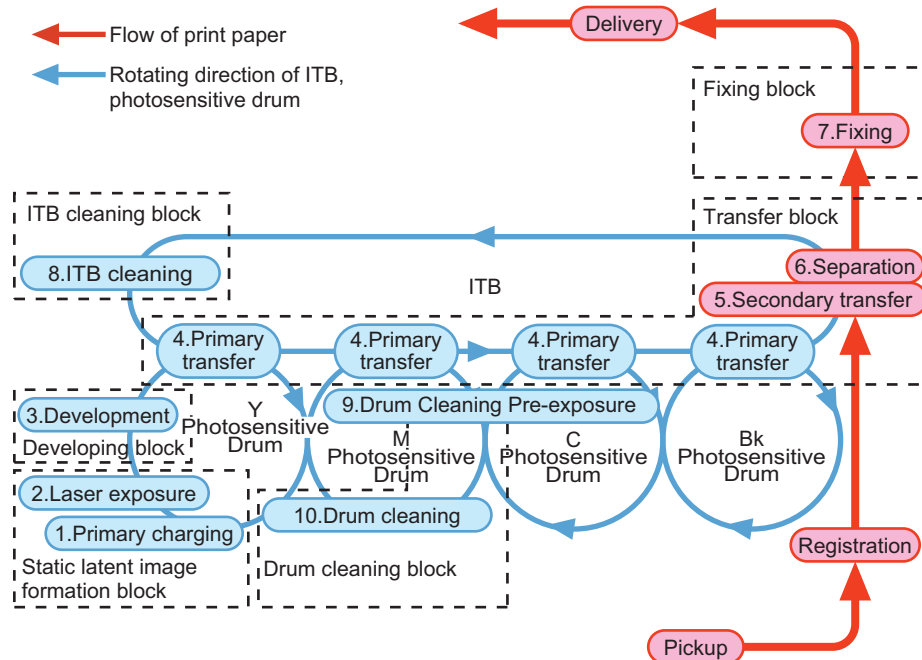 Delivery
Flow of print paper
Rotating direction of ITB,
photosensitive drum
Fixing block
7.Fixing
ITB cleaning block
Transfer block
8.ITB cleaning
6.Separation
ITB
5.Secondary transfer
4.Primary
transfer
4.Primary
transfer
4.Primary
transfer
4.Primary
transfer
3.Development
Developing block
Y
Photosensitive
Drum
9.Drum Cleaning Pre-exposure
M
Photosensitive
Drum
C
Photosensitive
Drum
Bk
Photosensitive
Drum
2.Laser exposure
1.Primary charging
10.Drum cleaning
Static latent image
formation block
Drum cleaning block
Registration
Pickup